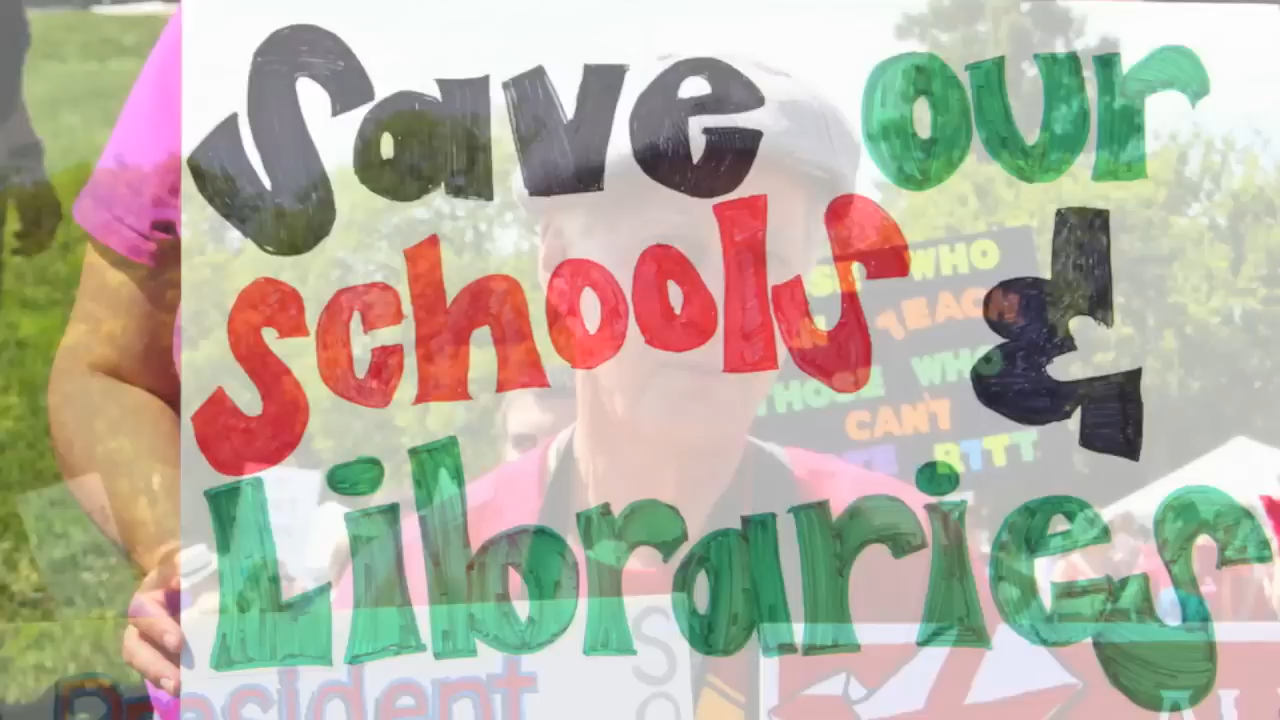 Save our
schools &
Libraries
WHO
TEACH
THOSE WHO
CAN'T
RTTT
President